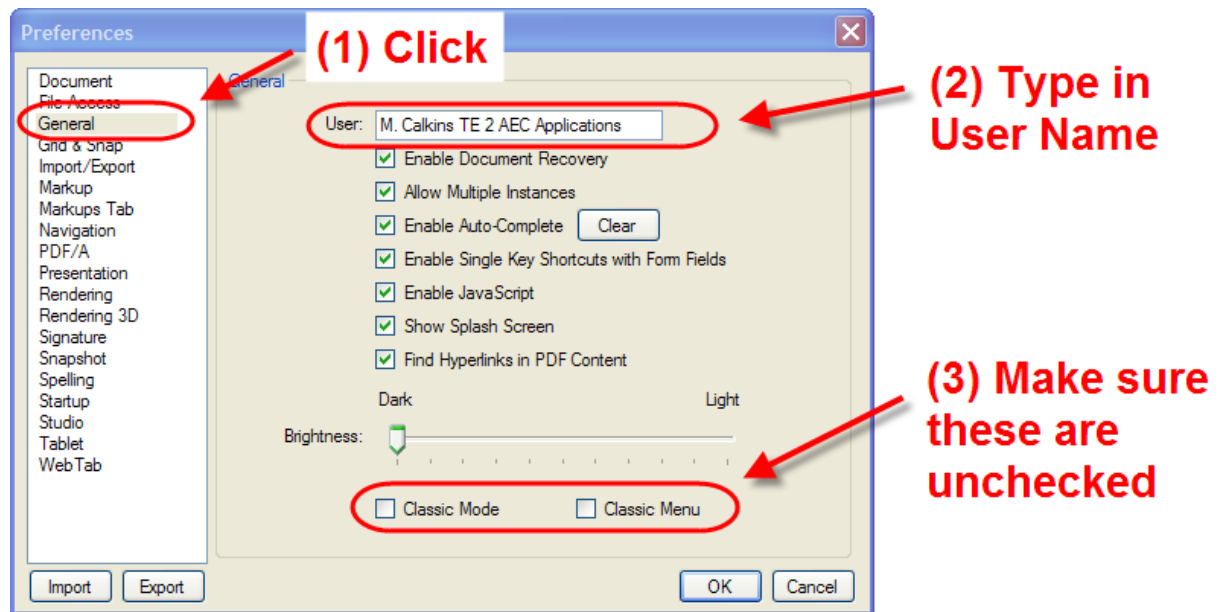 Preferences
(1) Click
Document
File Access
General
Grid & Snap
Import/Export
Markup
Markups Tab
Navigation
PDF/A
Presentation
Rendering
Rendering 3D
Signature
Snapshot
Spelling
Startup
Studio
Tablet
WebTab
General
User: M. Calkins TE 2 AEC Applications
Enable Document Recovery
Allow Multiple Instances
Enable Auto-Complete Clear
Enable Single Key Shortcuts with Form Fields
Enable JavaScript
Show Splash Screen
Find Hyperlinks in PDF Content
Dark Light
Brightness:
Classic Mode Classic Menu
Import Export
OK Cancel
(2) Type in
User Name
(3) Make sure
these are
unchecked